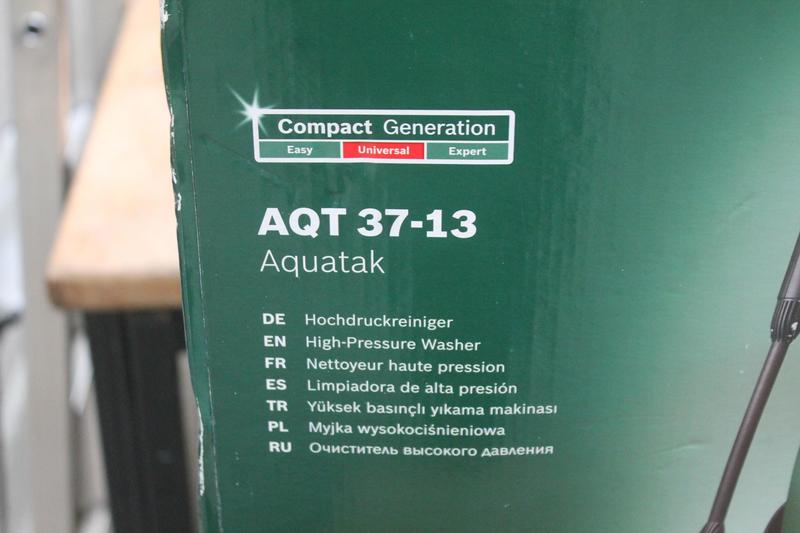 Compact Generation
Easy Universal Expert
AQT 37-13
Aquatak
DE Hochdruckreiniger
EN High-Pressure Washer
FR Nettoyeur haute pression
ES Limpiadora de alta presión
TR Yüksek basınçlı yıkama makinası
PL Myjka wysokociśnieniowa
RU Очиститель высокого давления